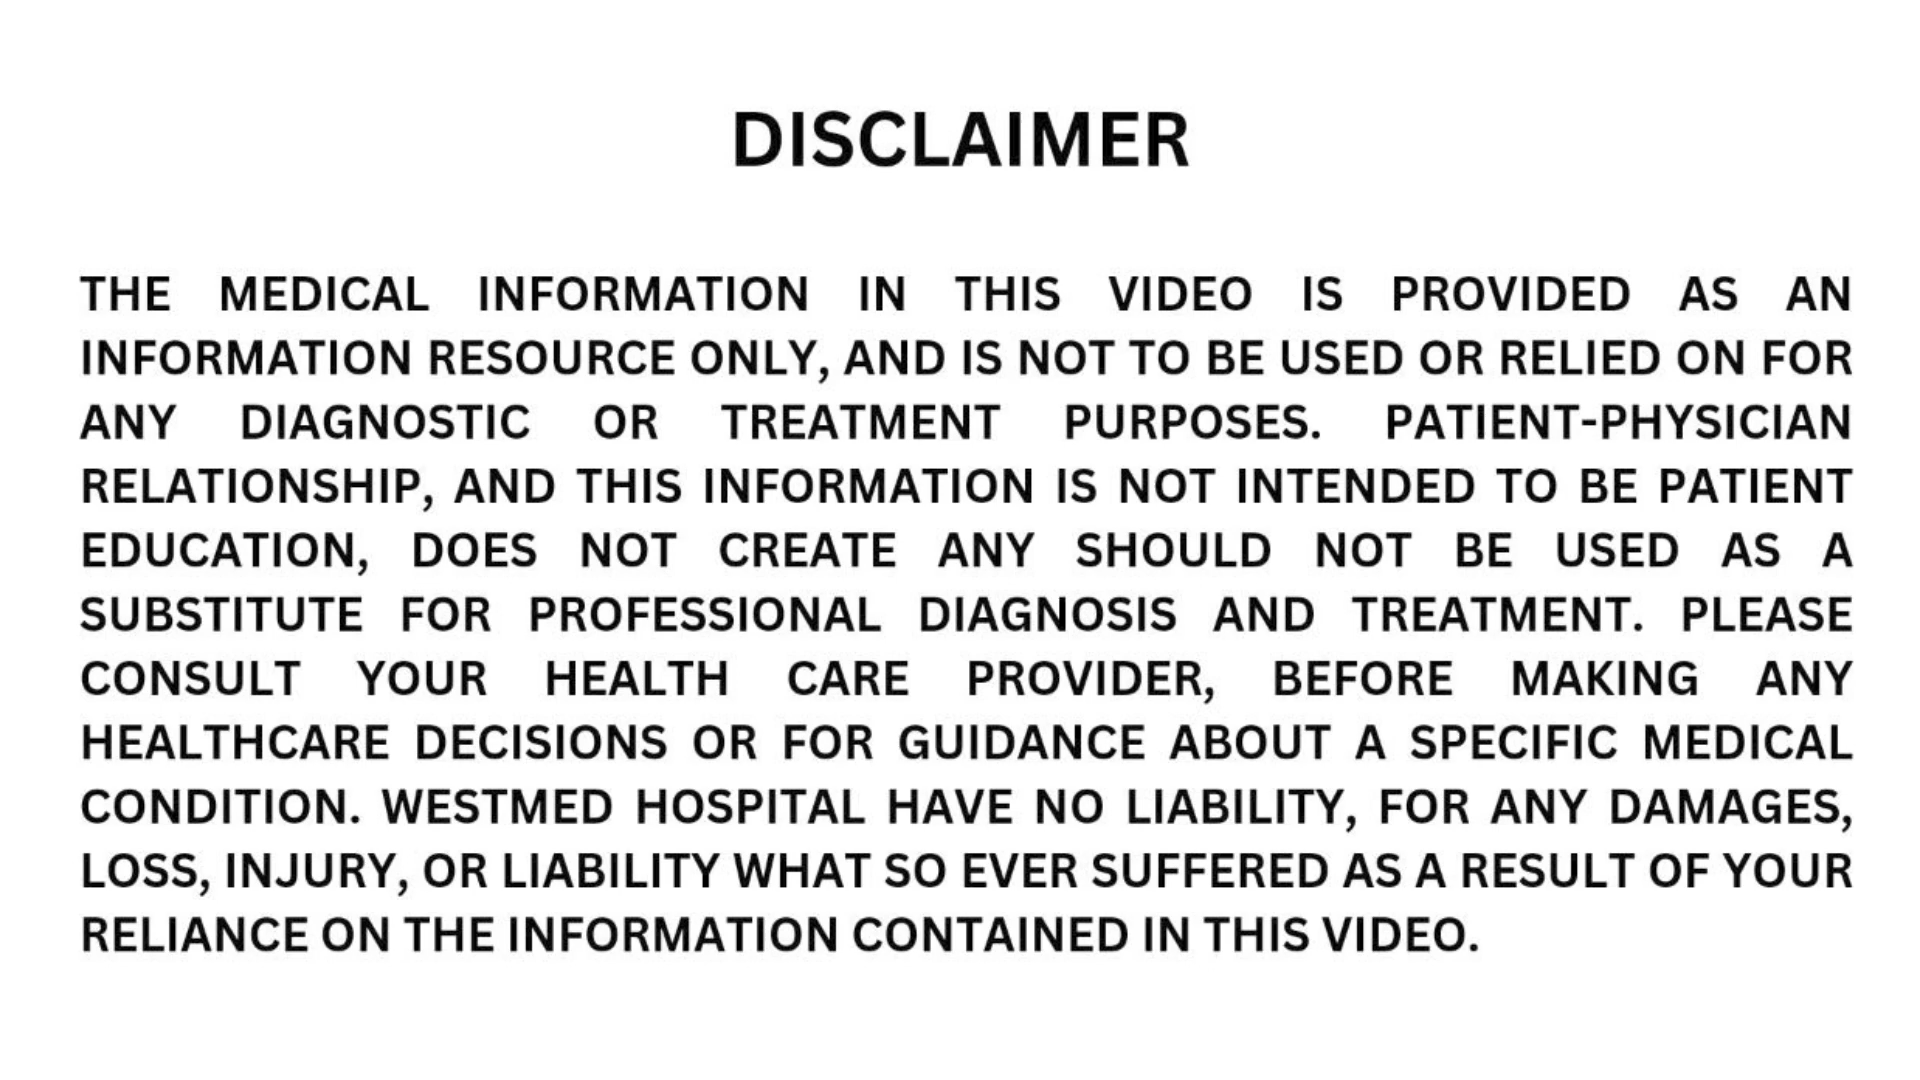 DISCLAIMER
THE MEDICAL INFORMATION IN THIS VIDEO IS PROVIDED AS AN
INFORMATION RESOURCE ONLY, AND IS NOT TO BE USED OR RELIED ON FOR
ANY DIAGNOSTIC OR TREATMENT PURPOSES. PATIENT-PHYSICIAN
RELATIONSHIP, AND THIS INFORMATION IS NOT INTENDED TO BE PATIENT
EDUCATION, DOES NOT CREATE ANY SHOULD NOT BE USED AS A
SUBSTITUTE FOR PROFESSIONAL DIAGNOSIS AND TREATMENT. PLEASE
CONSULT YOUR HEALTH CARE PROVIDER, BEFORE MAKING ANY
HEALTHCARE DECISIONS OR FOR GUIDANCE ABOUT A SPECIFIC MEDICAL
CONDITION. WESTMED HOSPITAL HAVE NO LIABILITY, FOR ANY DAMAGES,
LOSS, INJURY, OR LIABILITY WHAT SO EVER SUFFERED AS A RESULT OF YOUR
RELIANCE ON THE INFORMATION CONTAINED IN THIS VIDEO.